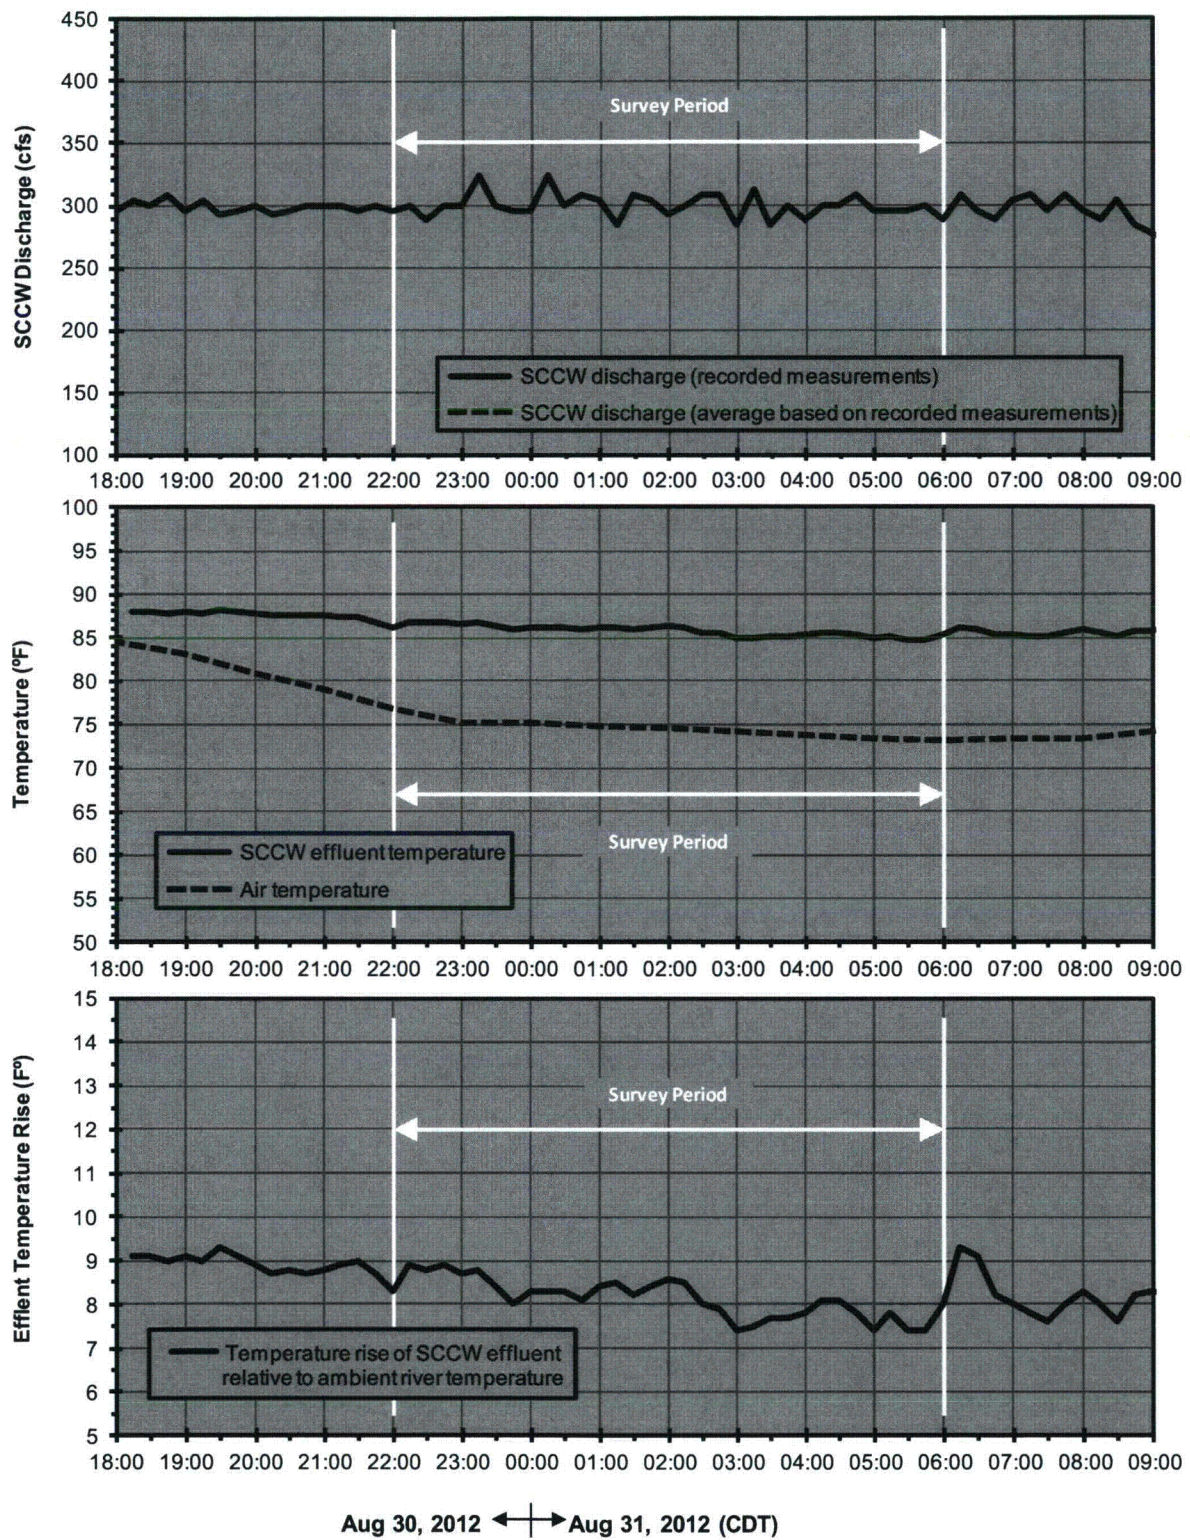 450
400
350
300
250
200
150
100
SCCW Discharge (cfs)
Survey Period
SCCW discharge (recorded measurements)
SCCW discharge (average based on recorded measurements)
18:00 19:00 20:00 21:00 22:00 23:00 00:00 01:00 02:00 03:00 04:00 05:00 06:00 07:00 08:00 09:00
100
95
90
85
80
75
70
65
60
55
50
Temperature (ºF)
Survey Period
SCCW effluent temperature
Air temperature
18:00 19:00 20:00 21:00 22:00 23:00 00:00 01:00 02:00 03:00 04:00 05:00 06:00 07:00 08:00 09:00
15
14
13
12
11
10
9
8
7
6
5
Efflent Temperature Rise (Fº)
Survey Period
Temperature rise of SCCW effluent
relative to ambient river temperature
18:00 19:00 20:00 21:00 22:00 23:00 00:00 01:00 02:00 03:00 04:00 05:00 06:00 07:00 08:00 09:00
Aug 30, 2012 Aug 31, 2012 (CDT)